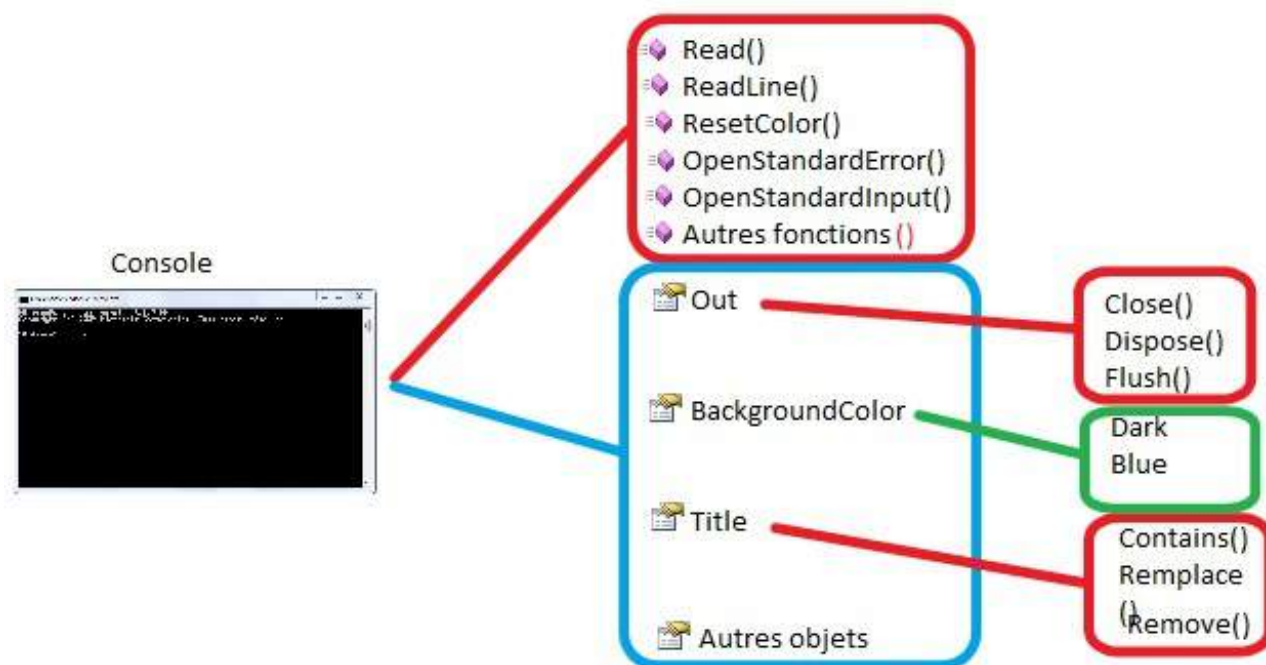 Console
Read()
ReadLine()
ResetColor()
OpenStandardError()
OpenStandardInput()
Autres fonctions ()
Out
BackgroundColor
Title
Autres objets
Close()
Dispose()
Flush()
Dark
Blue
Contains()
Remplace
()
Remove()